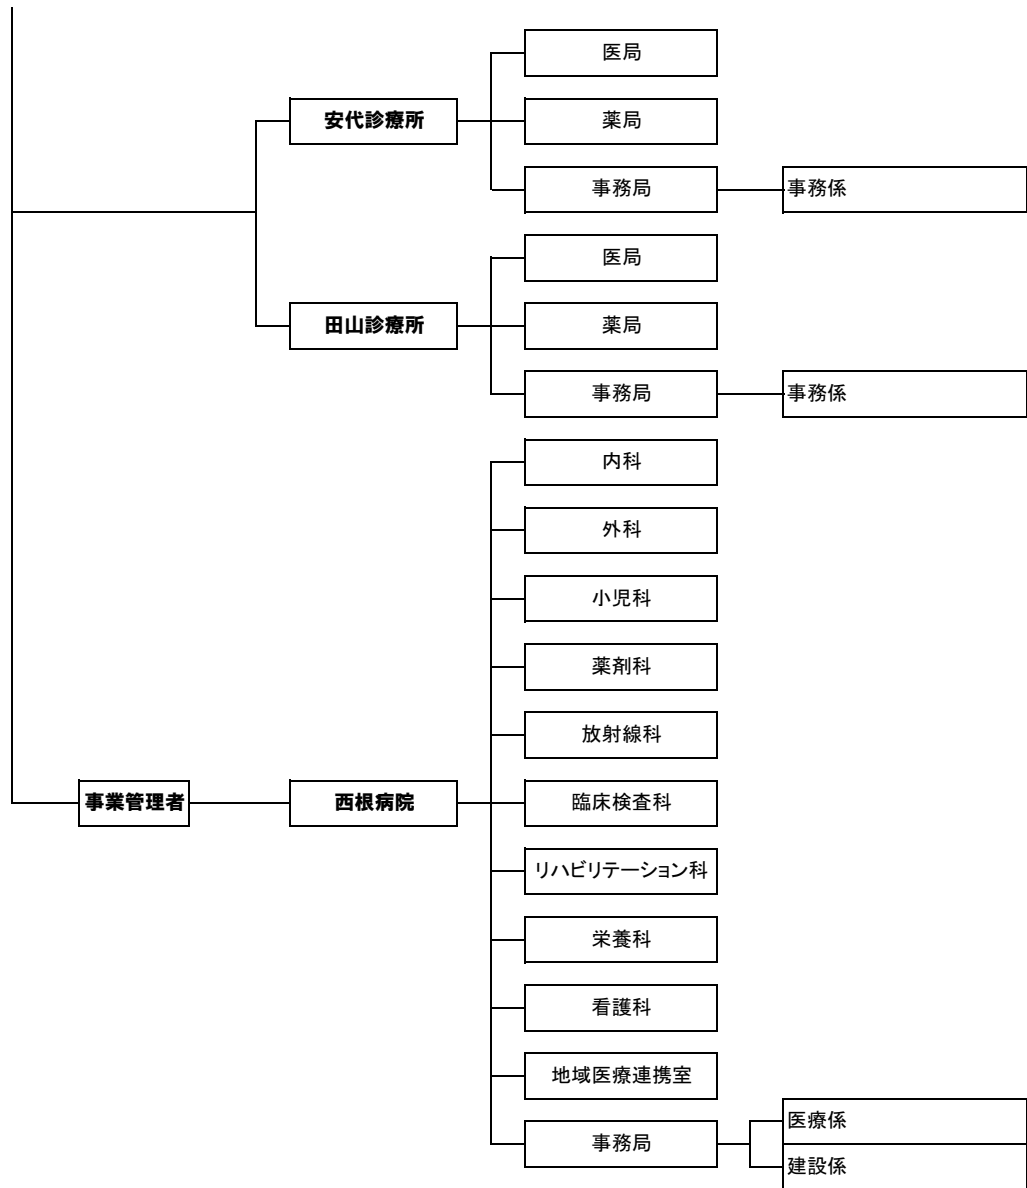 医局
安代診療所
薬局
事務局
事務係
医局
田山診療所
薬局
事務局
事務係
内科
外科
小児科
薬剤科
放射線科
事業管理者
西根病院
臨床検査科
リハビリテーション科
栄養科
看護科
地域医療連携室
事務局
医療係
建設係